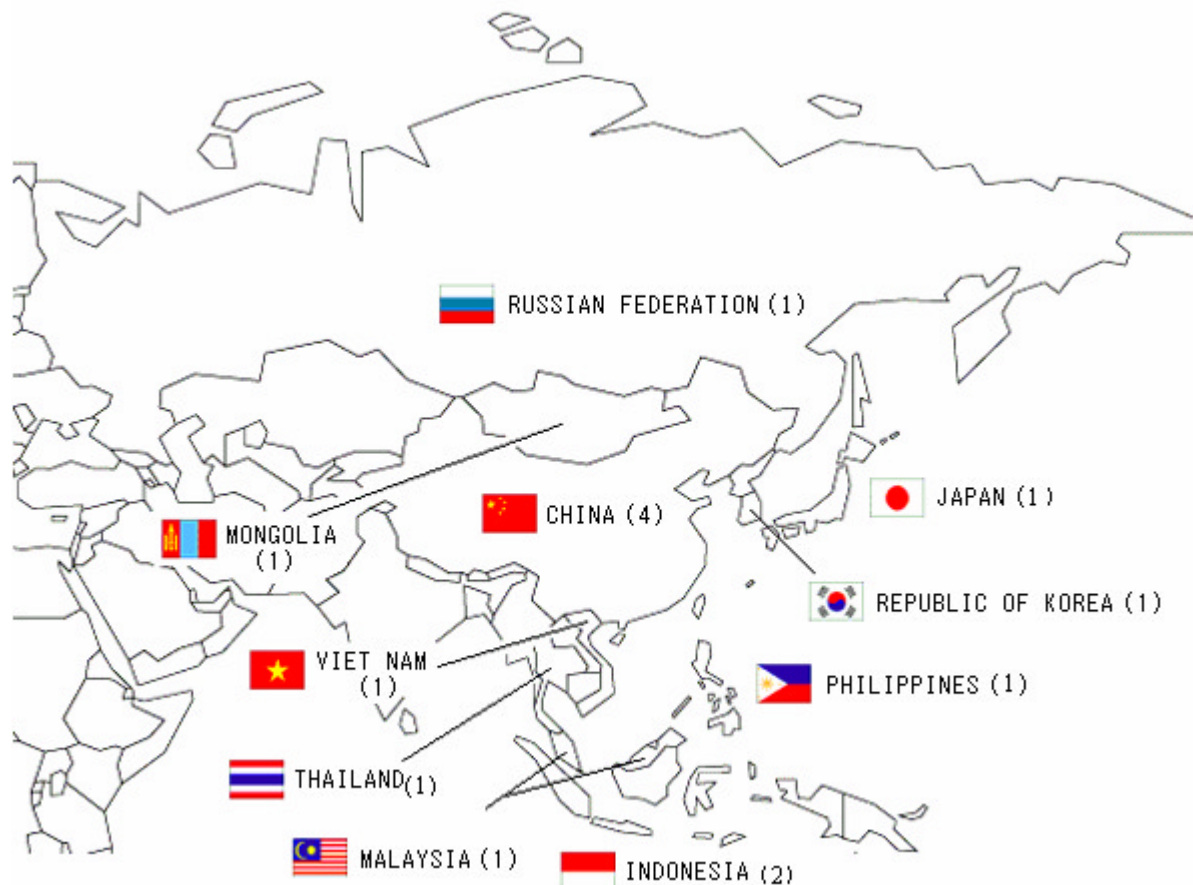 RUSSIAN FEDERATION (1)
JAPAN (1)
CHINA (4)
MONGOLIA
(1)
REPUBLIC OF KOREA (1)
VIET NAM
(1)
PHILIPPINES (1)
THAILAND (1)
MALAYSIA (1)
INDONESIA (2)